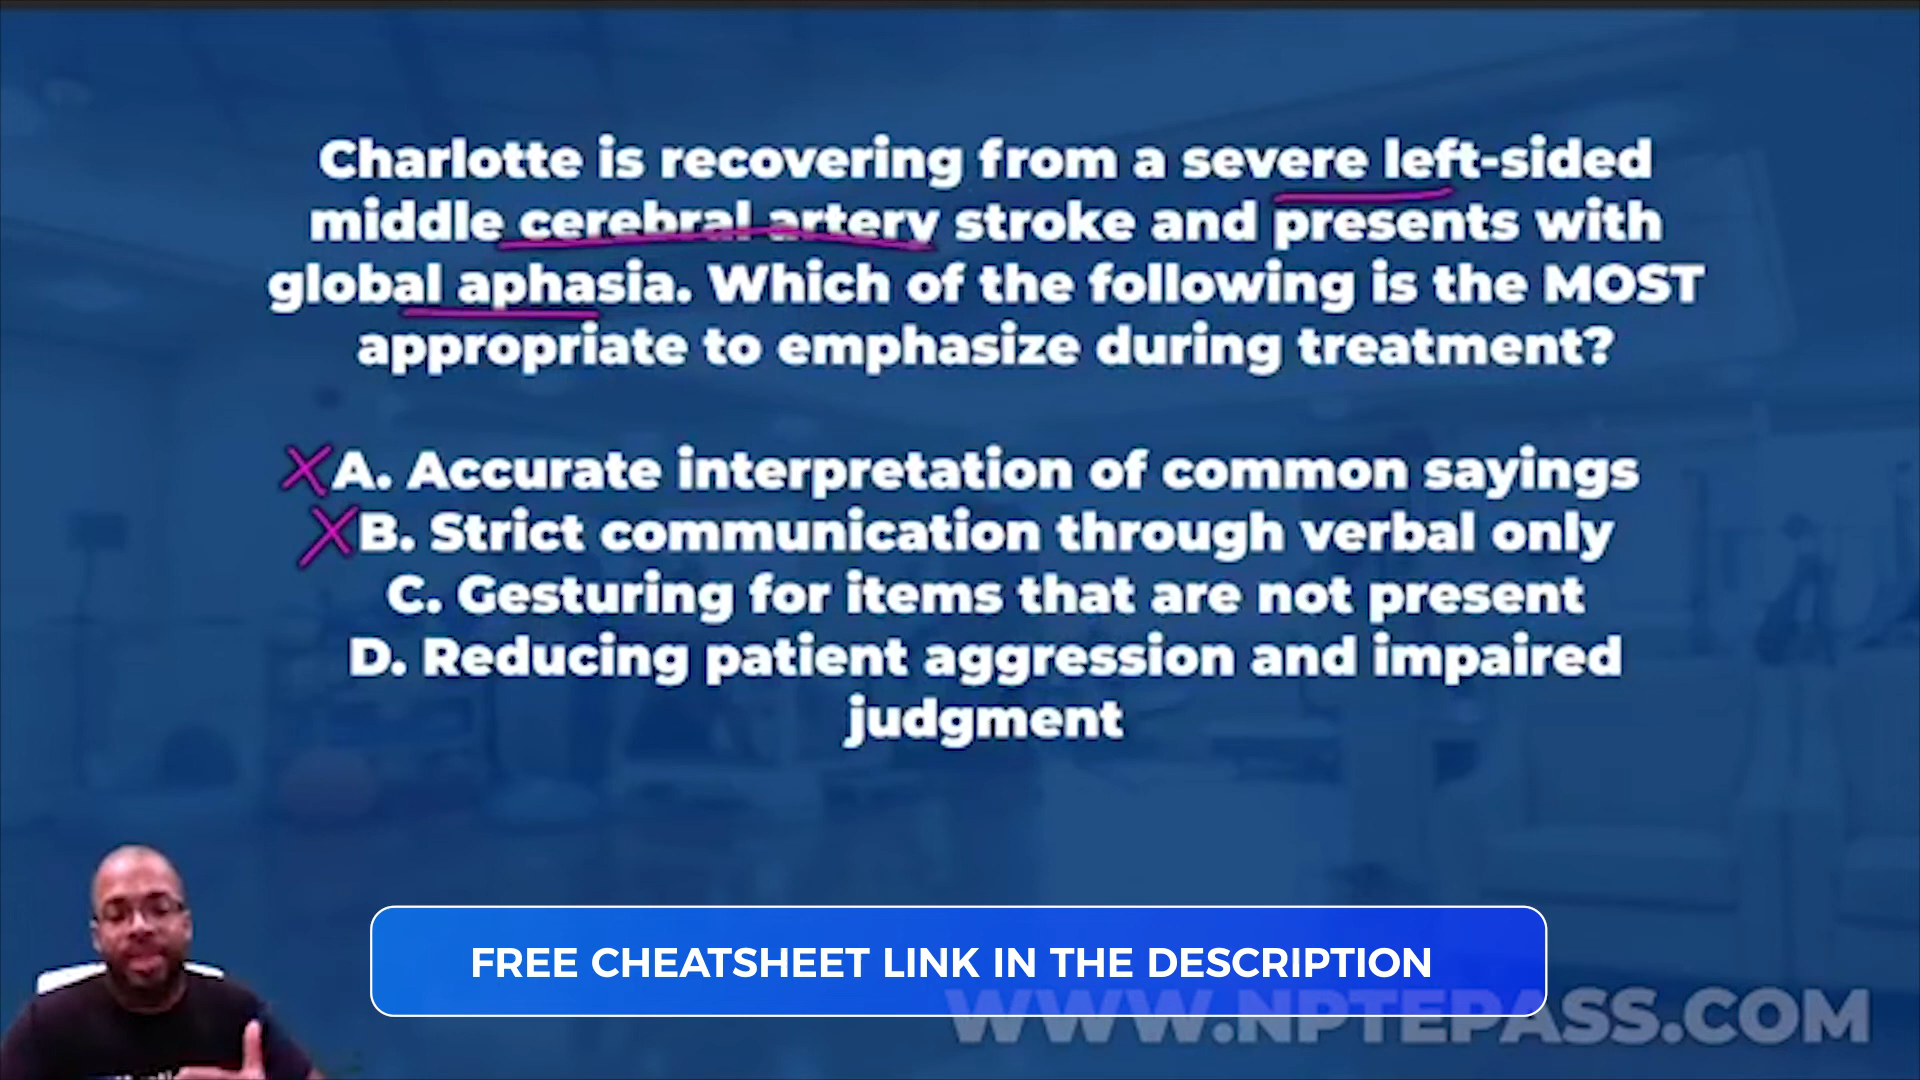 Charlotte is recovering from a severe left-sided
middle cerebral artery stroke and presents with
global aphasia. Which of the following is the MOST
appropriate to emphasize during treatment?
A. Accurate interpretation of common sayings
B. Strict communication through verbal only
C. Gesturing for items that are not present
D. Reducing patient aggression and impaired
judgment
FREE CHEATSHEET LINK IN THE DESCRIPTION
WWW.NPTEPASS.COM